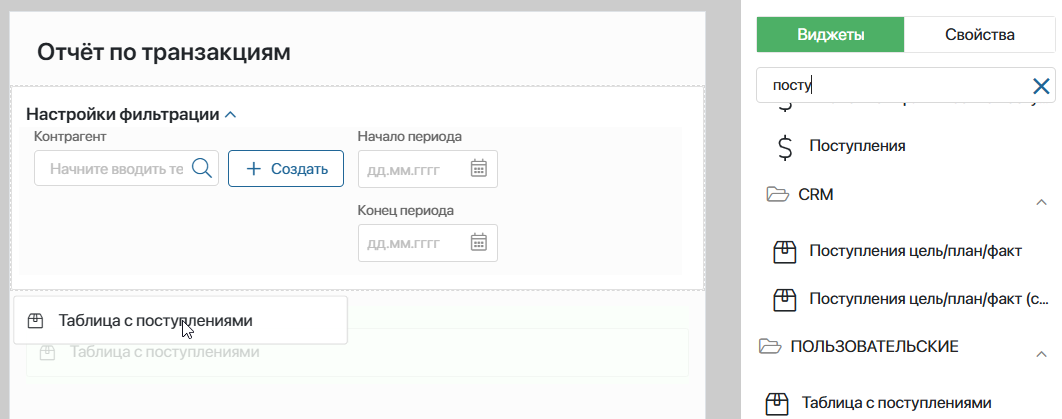 Отчёт по транзакциям
Настройки фильтрации
Контрагент
Начало периода
Начните вводить те
Создать
дд.мм.гггг
Конец периода
дд.мм.гггг
Таблица с поступлениями
Таблица с поступлениями
Виджеты
Свойства
посту
Поступления
CRM
Поступления цель/план/факт
Поступления цель/план/факт (с...
ПОЛЬЗОВАТЕЛЬСКИЕ
Таблица с поступлениями